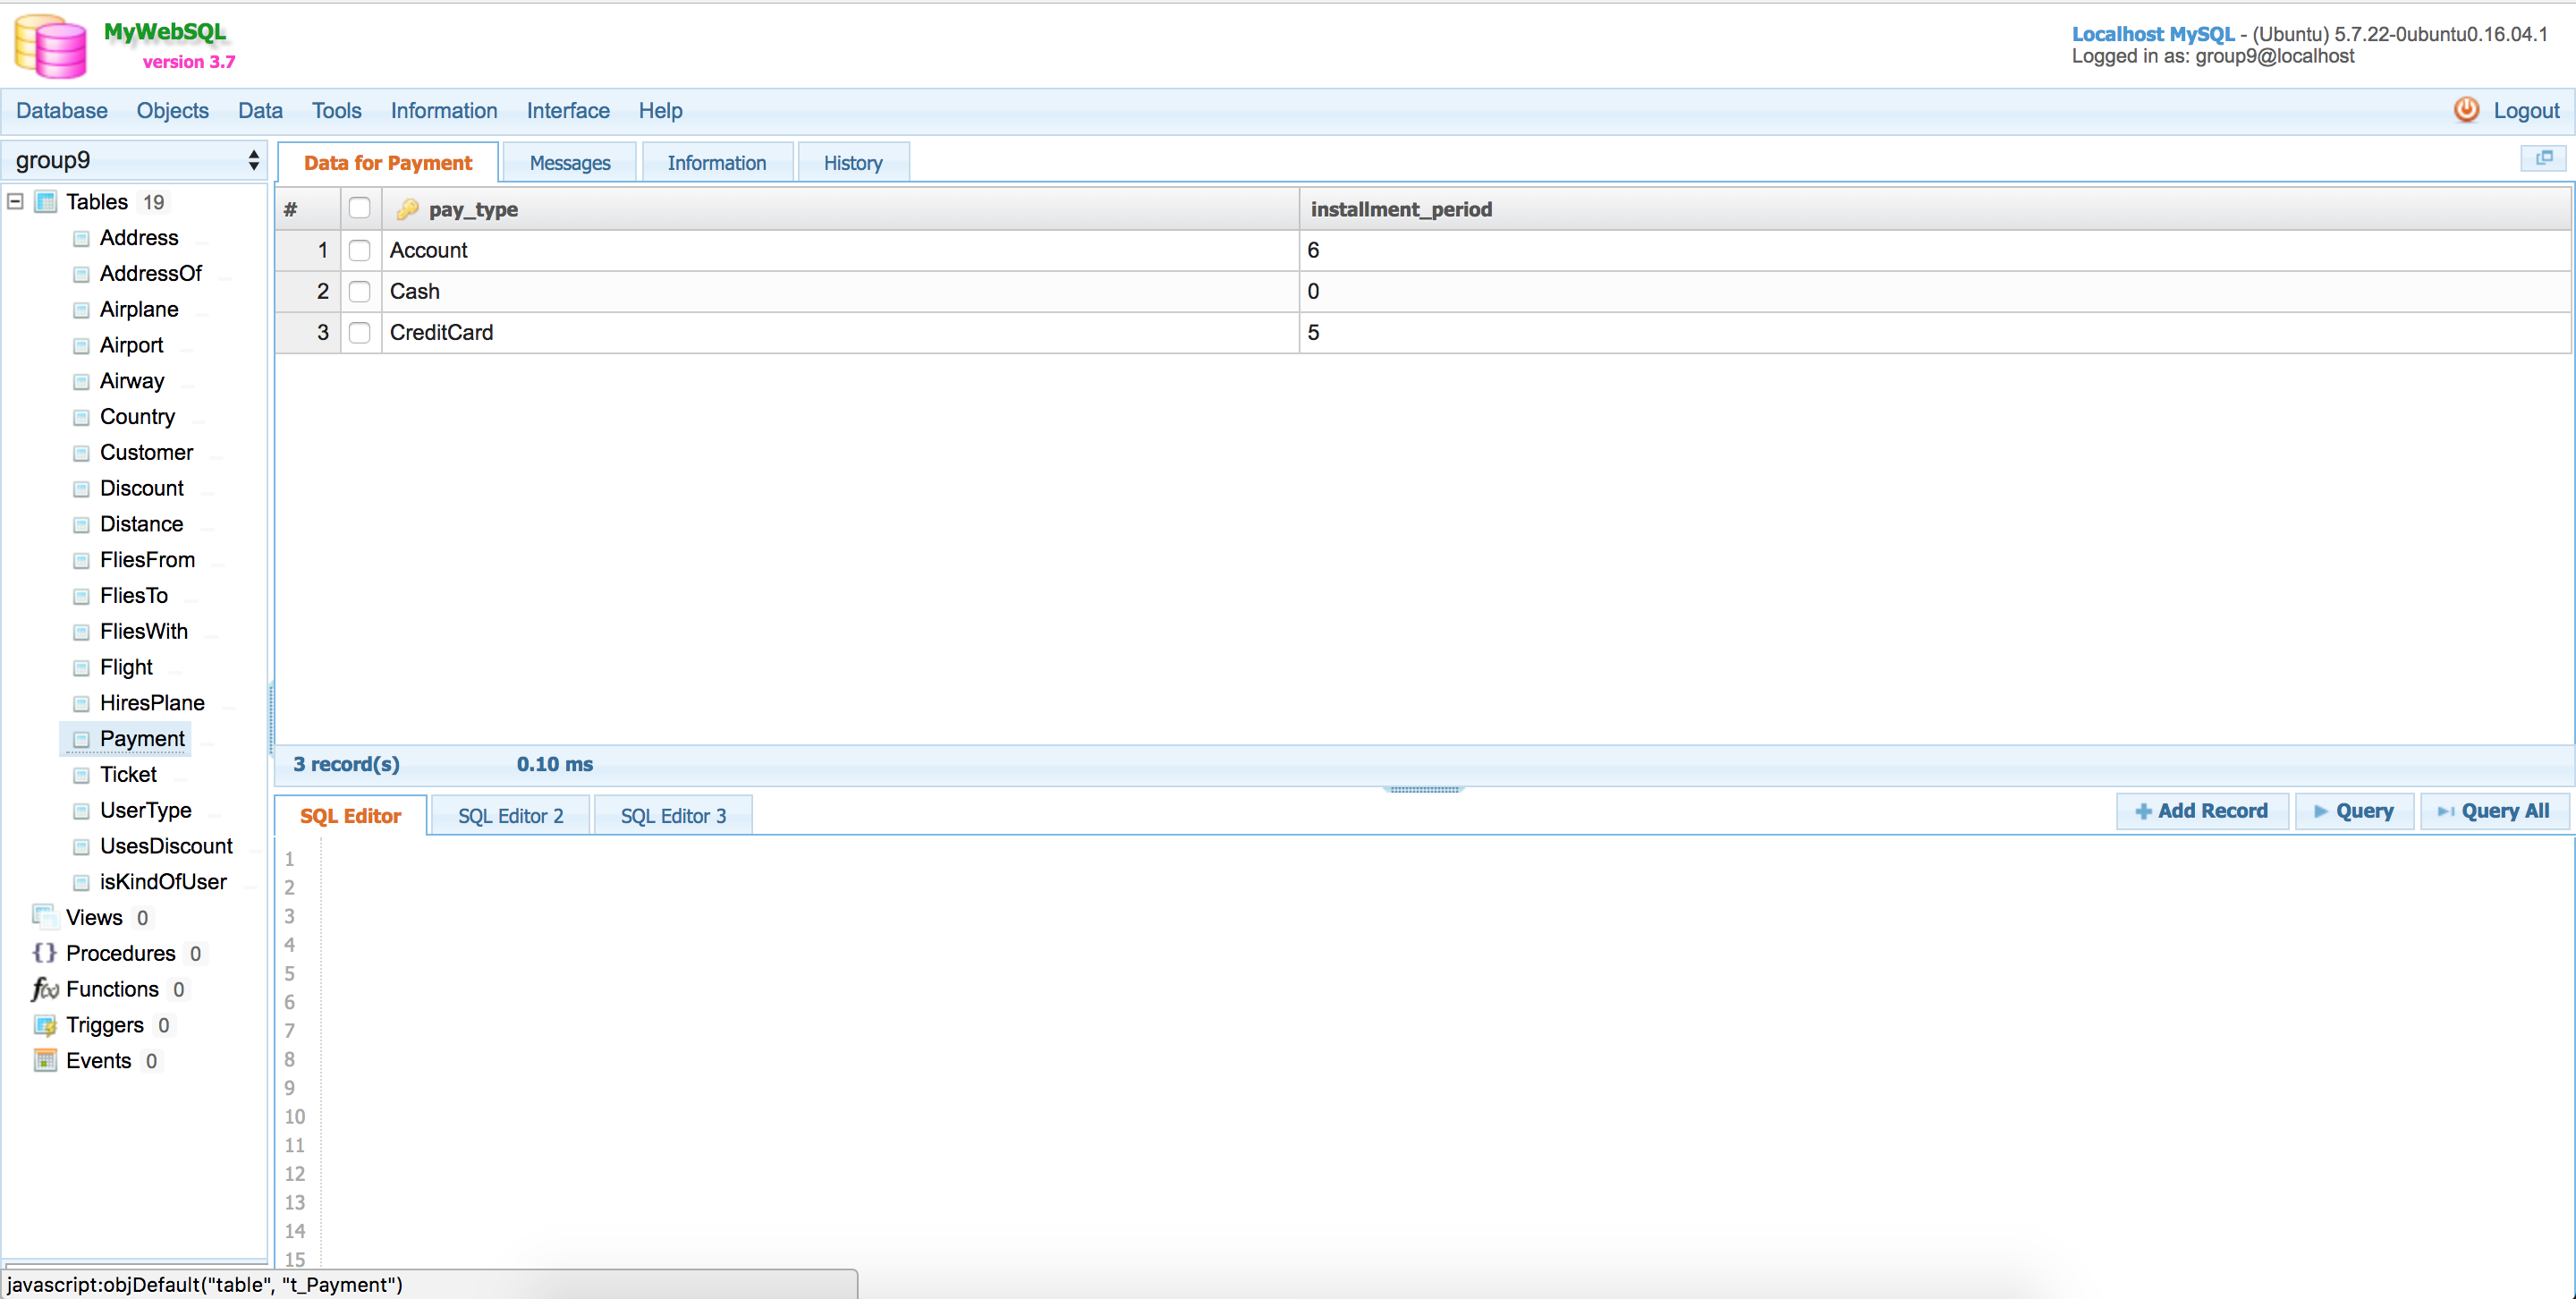 MyWebSQL
version 3.7
Localhost MySQL - (Ubuntu) 5.7.22-0ubuntu0.16.04.1
Logged in as: group9@localhost
Database Objects Data Tools Information Interface Help Logout
group9
Data for Payment Messages Information History
Tables 19
Address
AddressOf
Airplane
Airport
Airway
Country
Customer
Discount
Distance
FliesFrom
FliesTo
FliesWith
Flight
HiresPlane
Payment
Ticket
UserType
UsesDiscount
isKindOfUser
Views 0
{} Procedures 0
f(x) Functions 0
Triggers 0
Events 0
# pay_type installment_period
1 Account 6
2 Cash 0
3 CreditCard 5
3 record(s) 0.10 ms
SQL Editor SQL Editor 2 SQL Editor 3 Add Record Query Query All
1
2
3
4
5
6
7
8
9
10
11
12
13
14
15
javascript:objDefault("table", "t_Payment")